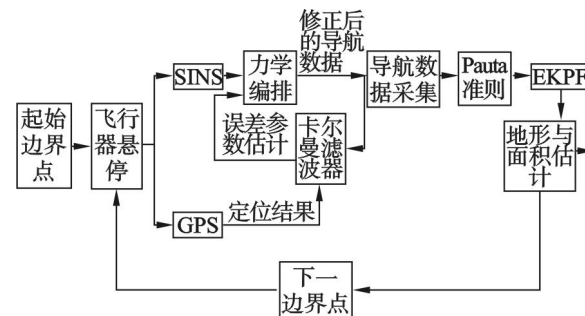 起始
边界
点
飞行
器悬
停
SINS
力学
编排
修正后
的导航
数据
导航数
据采集
Pauta
准则
EKPF
误差参
数估计
卡尔
曼滤
波器
GPS
定位结果
地形与
面积估
计
下一
边界点